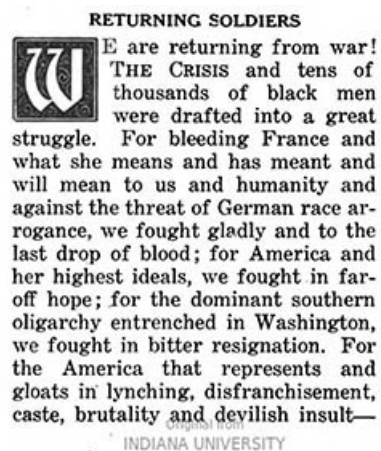 RETURNING SOLDIERS
WE are returning from war!
THE CRISIS and tens of
thousands of black men
were drafted into a great
struggle. For bleeding France and
what she means and has meant and
will mean to us and humanity and
against the threat of German race ar-
rogance, we fought gladly and to the
last drop of blood; for America and
her highest ideals, we fought in far-
off hope; for the dominant southern
oligarchy entrenched in Washington,
we fought in bitter resignation. For
the America that represents and
gloats in lynching, disfranchisement,
caste, brutality and devilish insult—
Original from
INDIANA UNIVERSITY